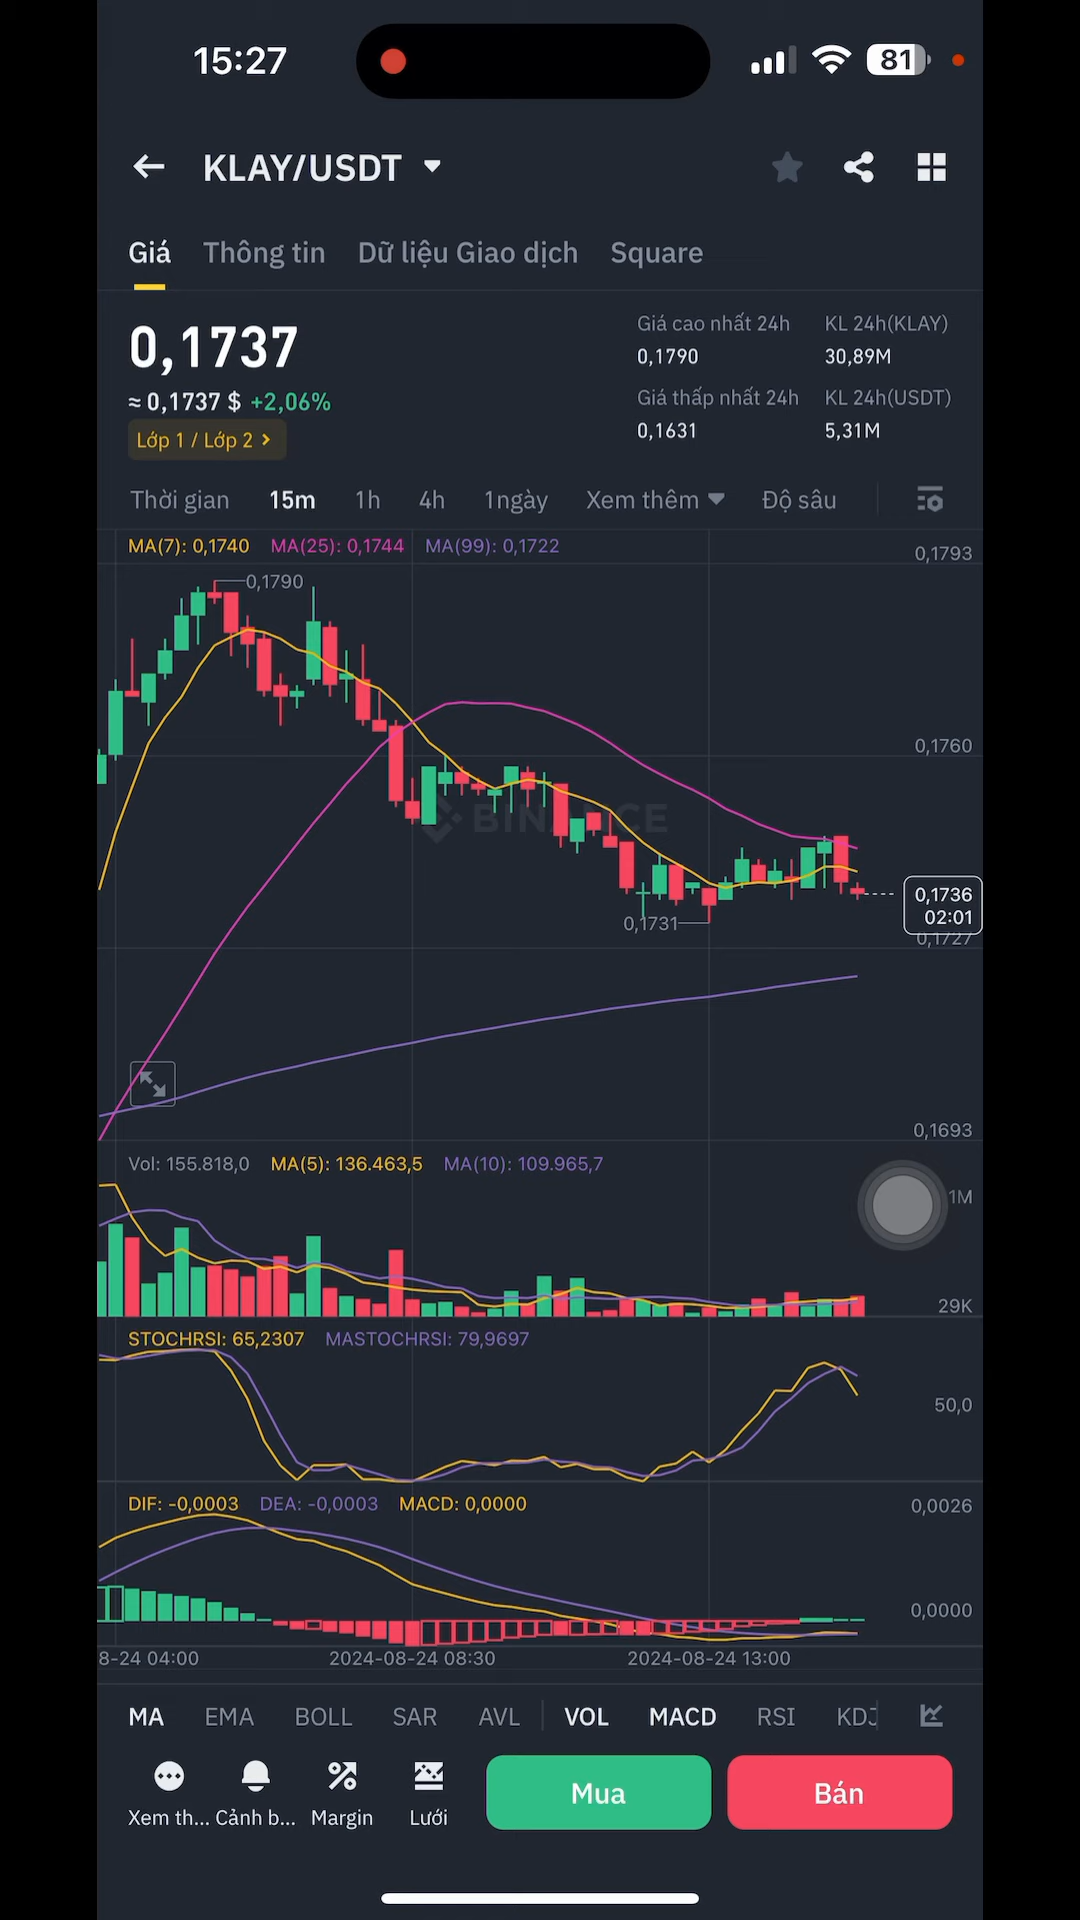 15:27
81
KLAY/USDT
Giá Thông tin Dữ liệu Giao dịch Square
0,1737
≈ 0,1737 $ +2,06%
Lớp 1 / Lớp 2
Giá cao nhất 24h KL 24h(KLAY)
0,1790 30,89M
Giá thấp nhất 24h KL 24h(USDT)
0,1631 5,31M
Thời gian 15m 1h 4h 1ngày Xem thêm Độ sâu
MA(7): 0,1740 MA(25): 0,1744 MA(99): 0,1722
0,1793
0,1790
0,1760
BINANCE
0,1736
02:01
0,1731
0,1727
0,1693
Vol: 155.818,0 MA(5): 136.463,5 MA(10): 109.965,7
1M
29K
STOCHRSI: 65,2307 MASTOCHRSI: 79,9697
50,0
DIF: -0,0003 DEA: -0,0003 MACD: 0,0000
0,0026
0,0000
8-24 04:00 2024-08-24 08:30 2024-08-24 13:00
MA EMA BOLL SAR AVL VOL MACD RSI KDJ
Xem th... Cảnh b... Margin Lưới
Mua
Bán